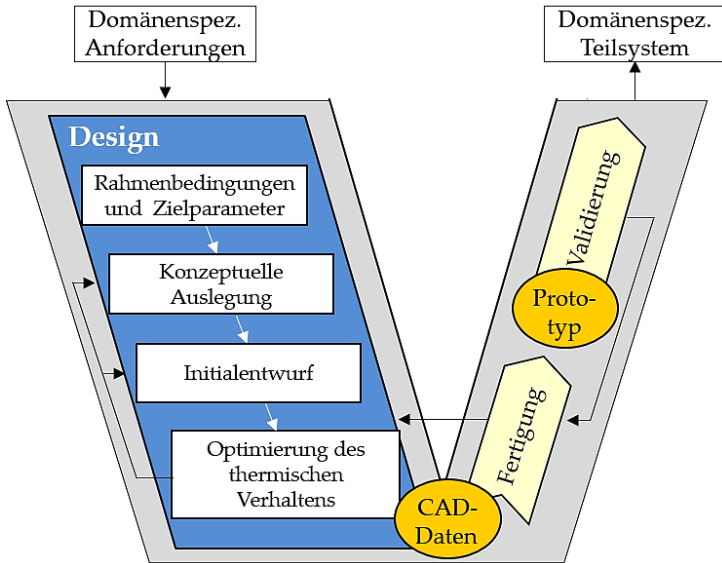 Domänenspez.
Anforderungen
Domänenspez.
Teilsystem
Design
Rahmenbedingungen
und Zielparameter
Konzeptuelle
Auslegung
Initialentwurf
Optimierung des
thermischen
Verhaltens
CAD-
Daten
Fertigung
Proto-
typ
Validierung